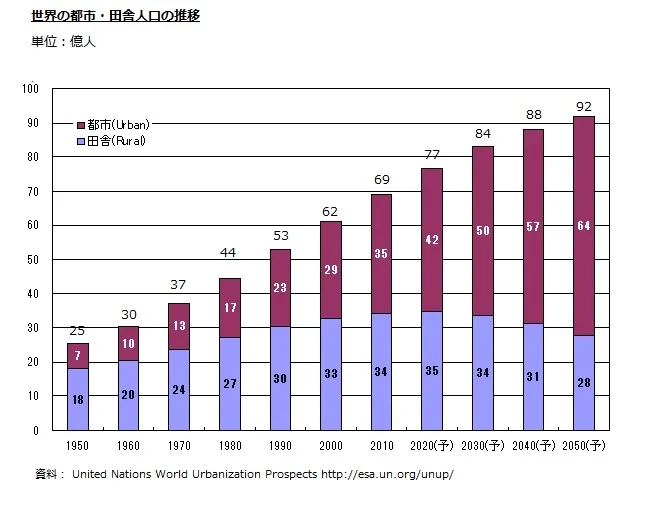 世界の都市・田舎人口の推移
単位：億人
100
90
80
70
60
50
40
30
20
10
0
都市(Urban)
田舎(Rural)
25 30 37 44 53 62 69 77 84 88 92
7 10 13 17 23 29 35 42 50 57 64
18 20 24 27 30 33 34 35 34 31 28
1950 1960 1970 1980 1990 2000 2010 2020(予) 2030(予) 2040(予) 2050(予)
資料： United Nations World Urbanization Prospects http://esa.un.org/unup/